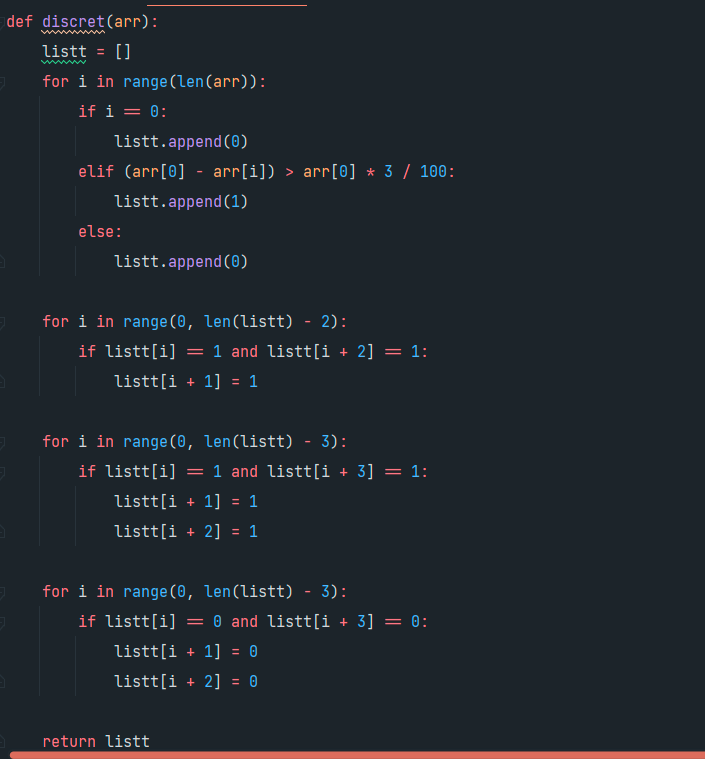 def discret(arr):
    listt = []
    for i in range(len(arr)):
        if i == 0:
            listt.append(0)
        elif (arr[0] - arr[i]) > arr[0] * 3 / 100:
            listt.append(1)
        else:
            listt.append(0)

    for i in range(0, len(listt) - 2):
        if listt[i] == 1 and listt[i + 2] == 1:
            listt[i + 1] = 1

    for i in range(0, len(listt) - 3):
        if listt[i] == 1 and listt[i + 3] == 1:
            listt[i + 1] = 1
            listt[i + 2] = 1

    for i in range(0, len(listt) - 3):
        if listt[i] == 0 and listt[i + 3] == 0:
            listt[i + 1] = 0
            listt[i + 2] = 0

    return listt